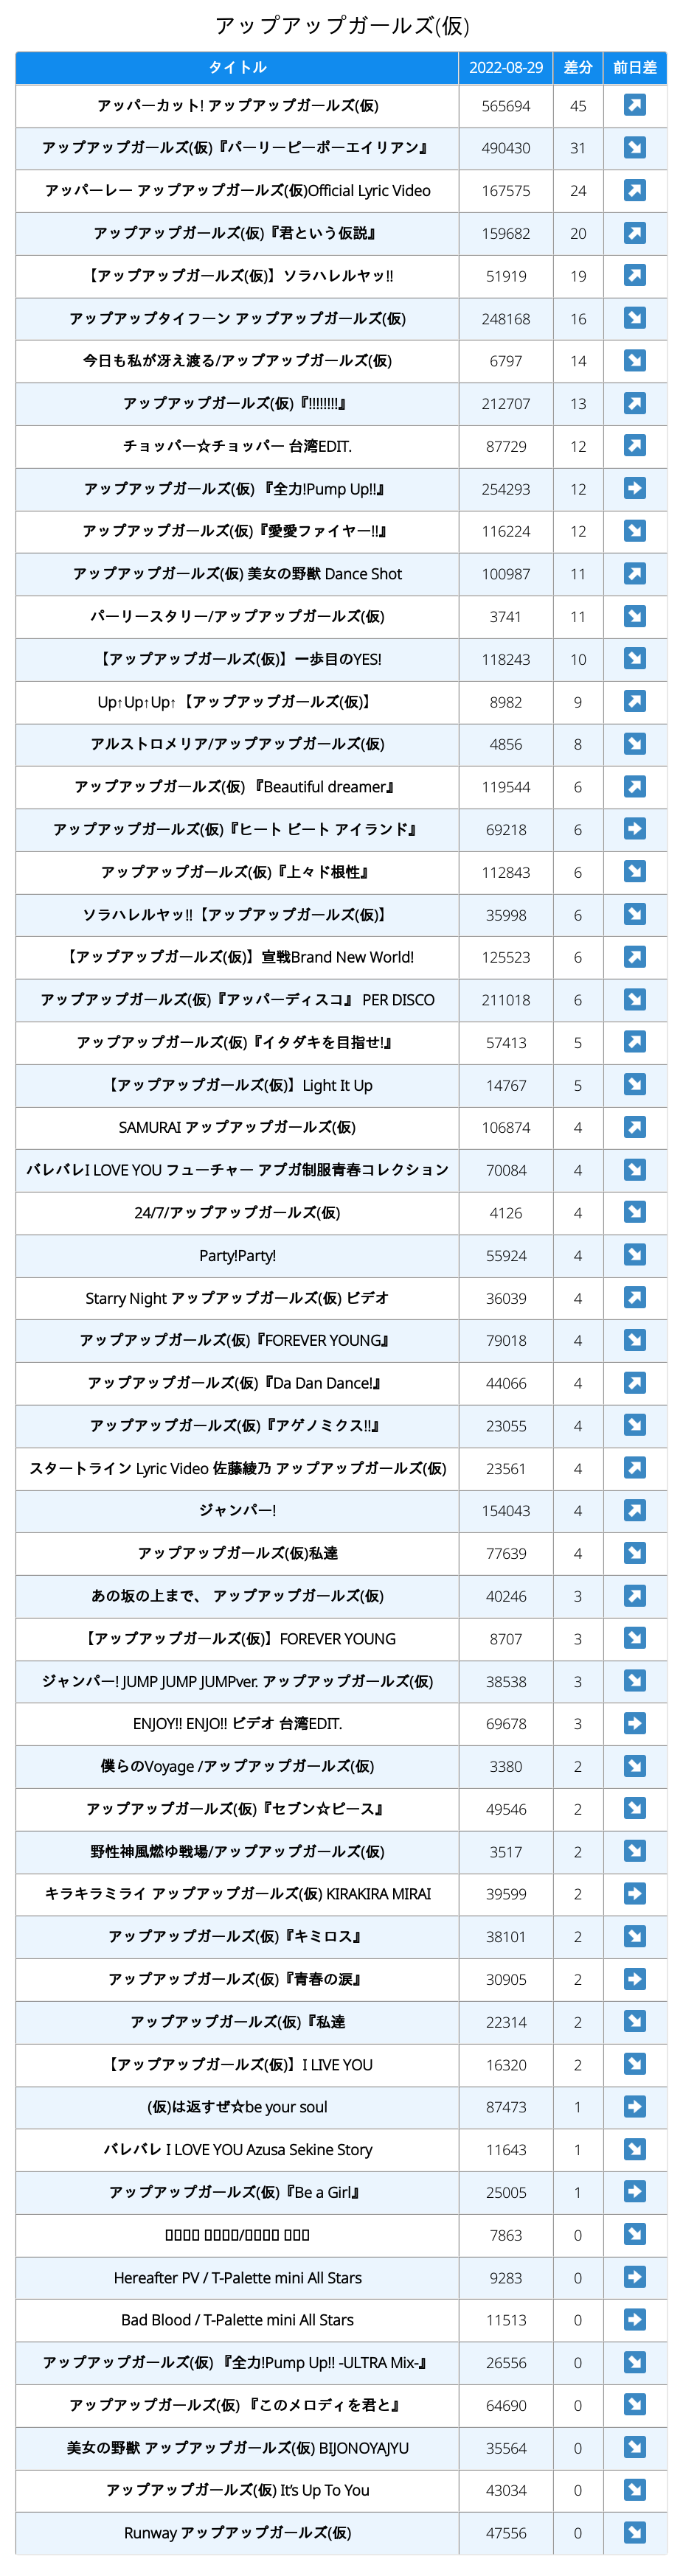 アップアップガールズ(仮)
タイトル 2022-08-29 差分 前日差
アッパーカット! アップアップガールズ(仮) 565694 45 ↗
アップアップガールズ(仮)『パーリーピーポーエイリアン』 490430 31 ↘
アッパーレー アップアップガールズ(仮)Official Lyric Video 167575 24 ↗
アップアップガールズ(仮)『君という仮説』 159682 20 ↗
【アップアップガールズ(仮)】ソラハレルヤッ!! 51919 19 ↗
アップアップタイフーン アップアップガールズ(仮) 248168 16 ↘
今日も私が冴え渡る/アップアップガールズ(仮) 6797 14 ↘
アップアップガールズ(仮)『!!!!!!!!』 212707 13 ↗
チョッパー☆チョッパー 台湾EDIT. 87729 12 ↗
アップアップガールズ(仮) 『全力!Pump Up!!』 254293 12 ➡
アップアップガールズ(仮)『愛愛ファイヤー!!』 116224 12 ↘
アップアップガールズ(仮) 美女の野獣 Dance Shot 100987 11 ↗
パーリースタリー/アップアップガールズ(仮) 3741 11 ↘
【アップアップガールズ(仮)】一歩目のYES! 118243 10 ↘
Up↑Up↑Up↑【アップアップガールズ(仮)】 8982 9 ↗
アルストロメリア/アップアップガールズ(仮) 4856 8 ↘
アップアップガールズ(仮) 『Beautiful dreamer』 119544 6 ↗
アップアップガールズ(仮)『ヒート ビート アイランド』 69218 6 ➡
アップアップガールズ(仮)『上々ド根性』 112843 6 ↘
ソラハレルヤッ!!【アップアップガールズ(仮)】 35998 6 ↘
【アップアップガールズ(仮)】宣戦Brand New World! 125523 6 ↗
アップアップガールズ(仮)『アッパーディスコ』 PER DISCO 211018 6 ↘
アップアップガールズ(仮)『イタダキを目指せ!』 57413 5 ↗
【アップアップガールズ(仮)】Light It Up 14767 5 ↘
SAMURAI アップアップガールズ(仮) 106874 4 ↗
バレバレI LOVE YOU フューチャー アプガ制服青春コレクション 70084 4 ↘
24/7/アップアップガールズ(仮) 4126 4 ↘
Party!Party! 55924 4 ↘
Starry Night アップアップガールズ(仮) ビデオ 36039 4 ↗
アップアップガールズ(仮)『FOREVER YOUNG』 79018 4 ↘
アップアップガールズ(仮)『Da Dan Dance!』 44066 4 ↗
アップアップガールズ(仮)『アゲノミクス!!』 23055 4 ↘
スタートライン Lyric Video 佐藤綾乃 アップアップガールズ(仮) 23561 4 ↗
ジャンパー! 154043 4 ↗
アップアップガールズ(仮)私達 77639 4 ↘
あの坂の上まで、 アップアップガールズ(仮) 40246 3 ↗
【アップアップガールズ(仮)】FOREVER YOUNG 8707 3 ↘
ジャンパー! JUMP JUMP JUMPver. アップアップガールズ(仮) 38538 3 ↘
ENJOY!! ENJO!! ビデオ 台湾EDIT. 69678 3 ➡
僕らのVoyage /アップアップガールズ(仮) 3380 2 ↘
アップアップガールズ(仮)『セブン☆ピース』 49546 2 ↘
野性神風燃ゆ戦場/アップアップガールズ(仮) 3517 2 ↘
キラキラミライ アップアップガールズ(仮) KIRAKIRA MIRAI 39599 2 ➡
アップアップガールズ(仮)『キミロス』 38101 2 ↘
アップアップガールズ(仮)『青春の涙』 30905 2 ➡
アップアップガールズ(仮)『私達 22314 2 ↘
【アップアップガールズ(仮)】I LIVE YOU 16320 2 ↘
(仮)は返すぜ☆be your soul 87473 1 ➡
バレバレ I LOVE YOU Azusa Sekine Story 11643 1 ↘
アップアップガールズ(仮)『Be a Girl』 25005 1 ➡
▯▯▯▯ ▯▯▯▯/▯▯▯▯ ▯▯▯ 7863 0 ↘
Hereafter PV / T-Palette mini All Stars 9283 0 ➡
Bad Blood / T-Palette mini All Stars 11513 0 ➡
アップアップガールズ(仮) 『全力!Pump Up!! -ULTRA Mix-』 26556 0 ↘
アップアップガールズ(仮) 『このメロディを君と』 64690 0 ↘
美女の野獣 アップアップガールズ(仮) BIJONOYAJYU 35564 0 ↘
アップアップガールズ(仮) It's Up To You 43034 0 ↘
Runway アップアップガールズ(仮) 47556 0 ↘